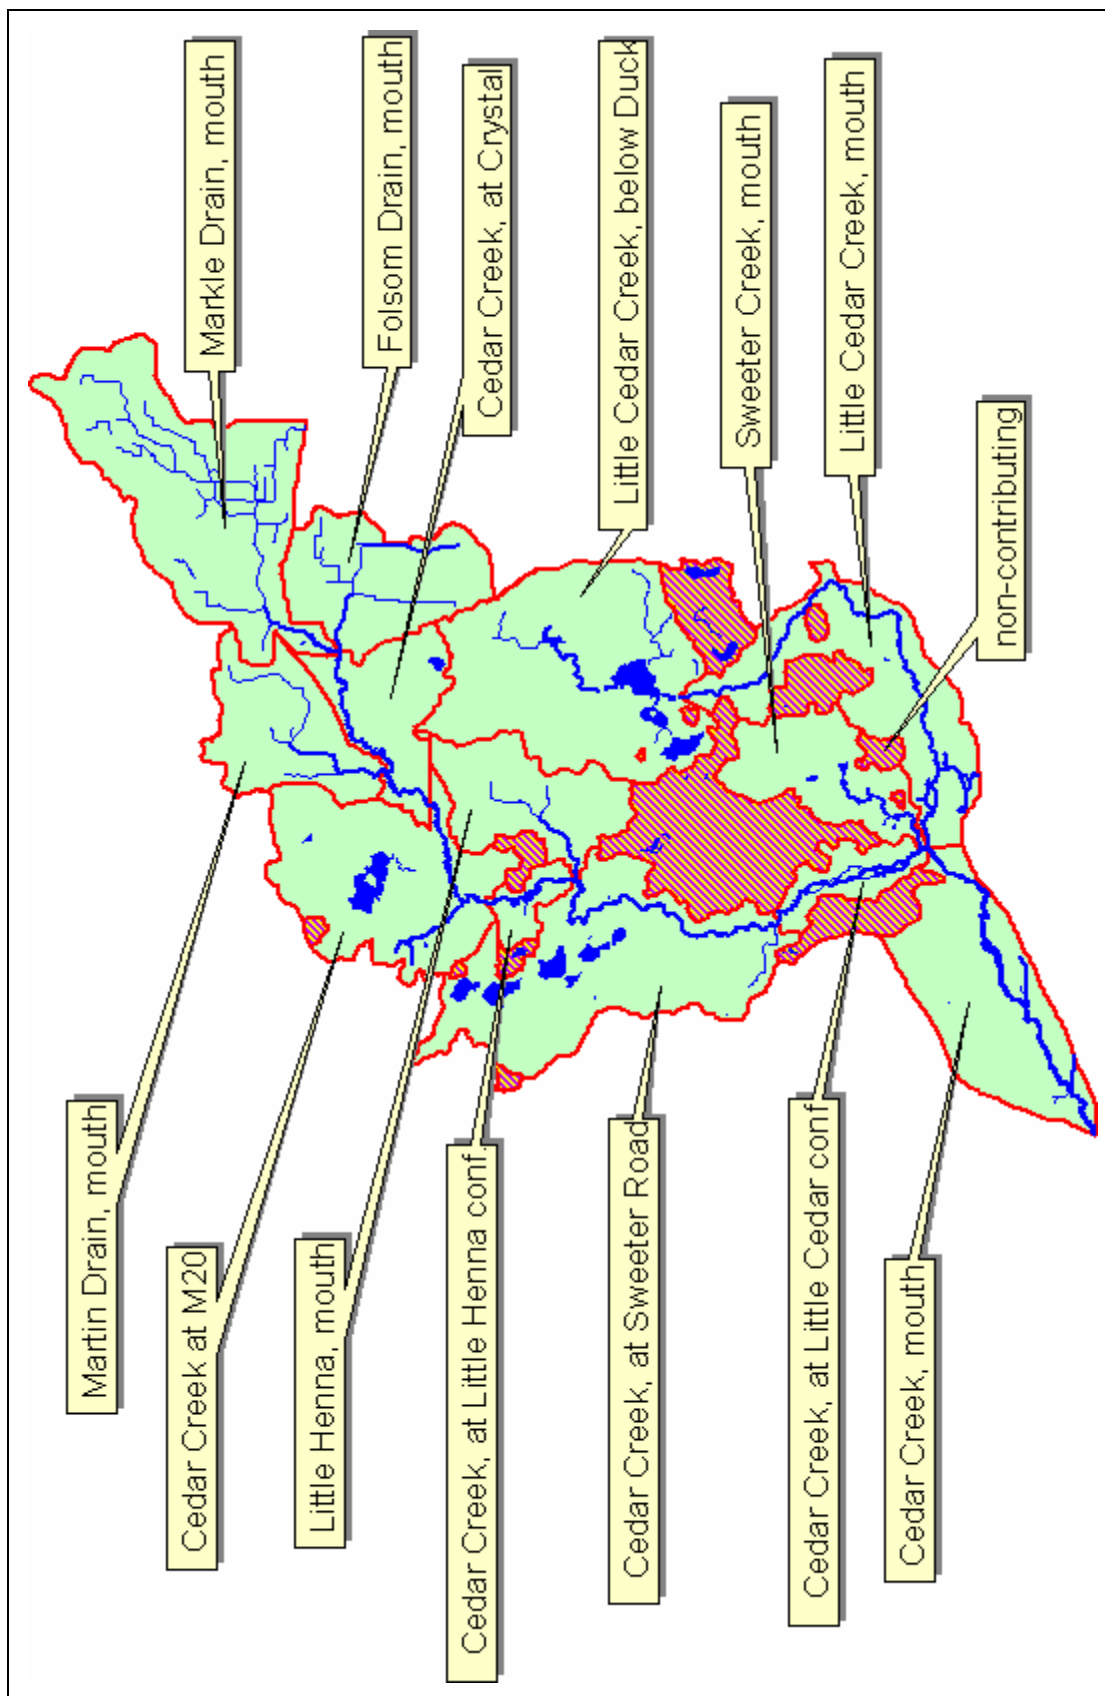 Markle Drain, mouth
Folsom Drain, mouth
Cedar Creek, at Crystal
Little Cedar Creek, below Duck
Sweeter Creek, mouth
Little Cedar Creek, mouth
non-contributing
Martin Drain, mouth
Cedar Creek at M20
Little Henna, mouth
Cedar Creek, at Little Henna conf.
Cedar Creek, at Sweeter Road
Cedar Creek, at Little Cedar conf
Cedar Creek, mouth